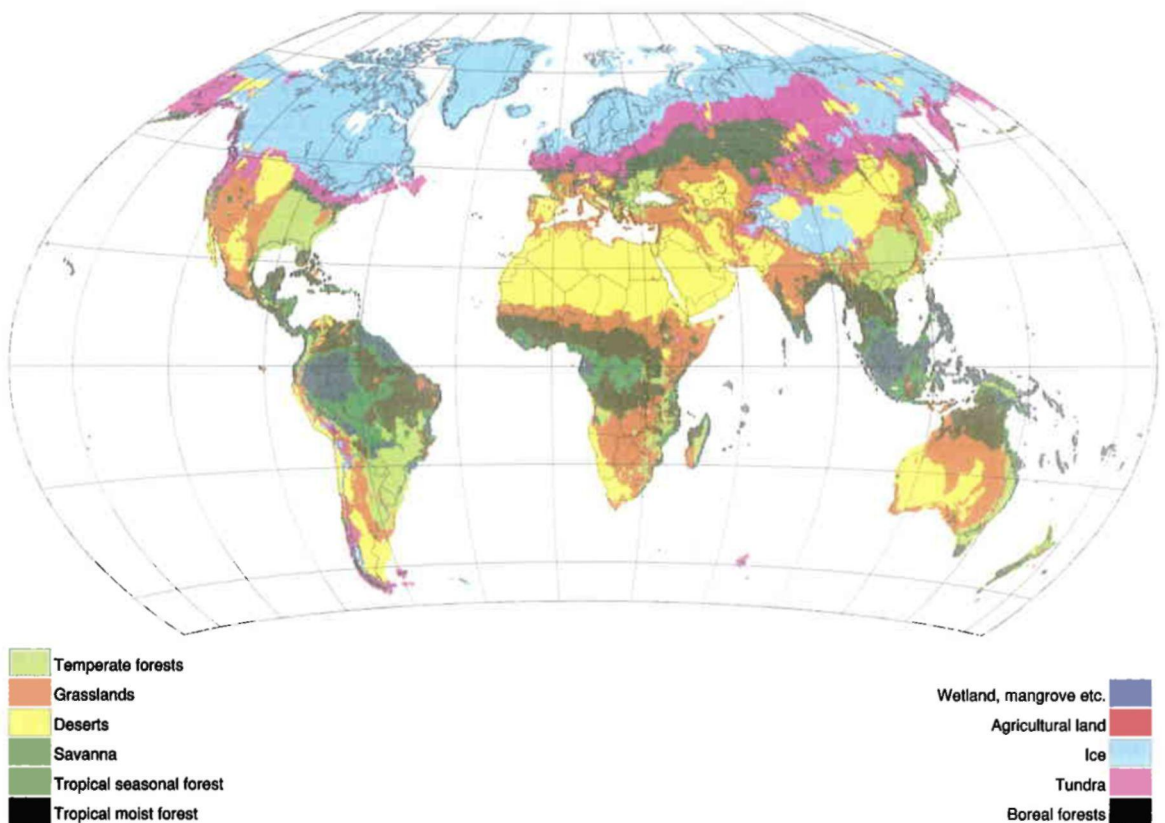 Temperate forests
Grasslands
Deserts
Savanna
Tropical seasonal forest
Tropical moist forest
Wetland, mangrove etc.
Agricultural land
Ice
Tundra
Boreal forests